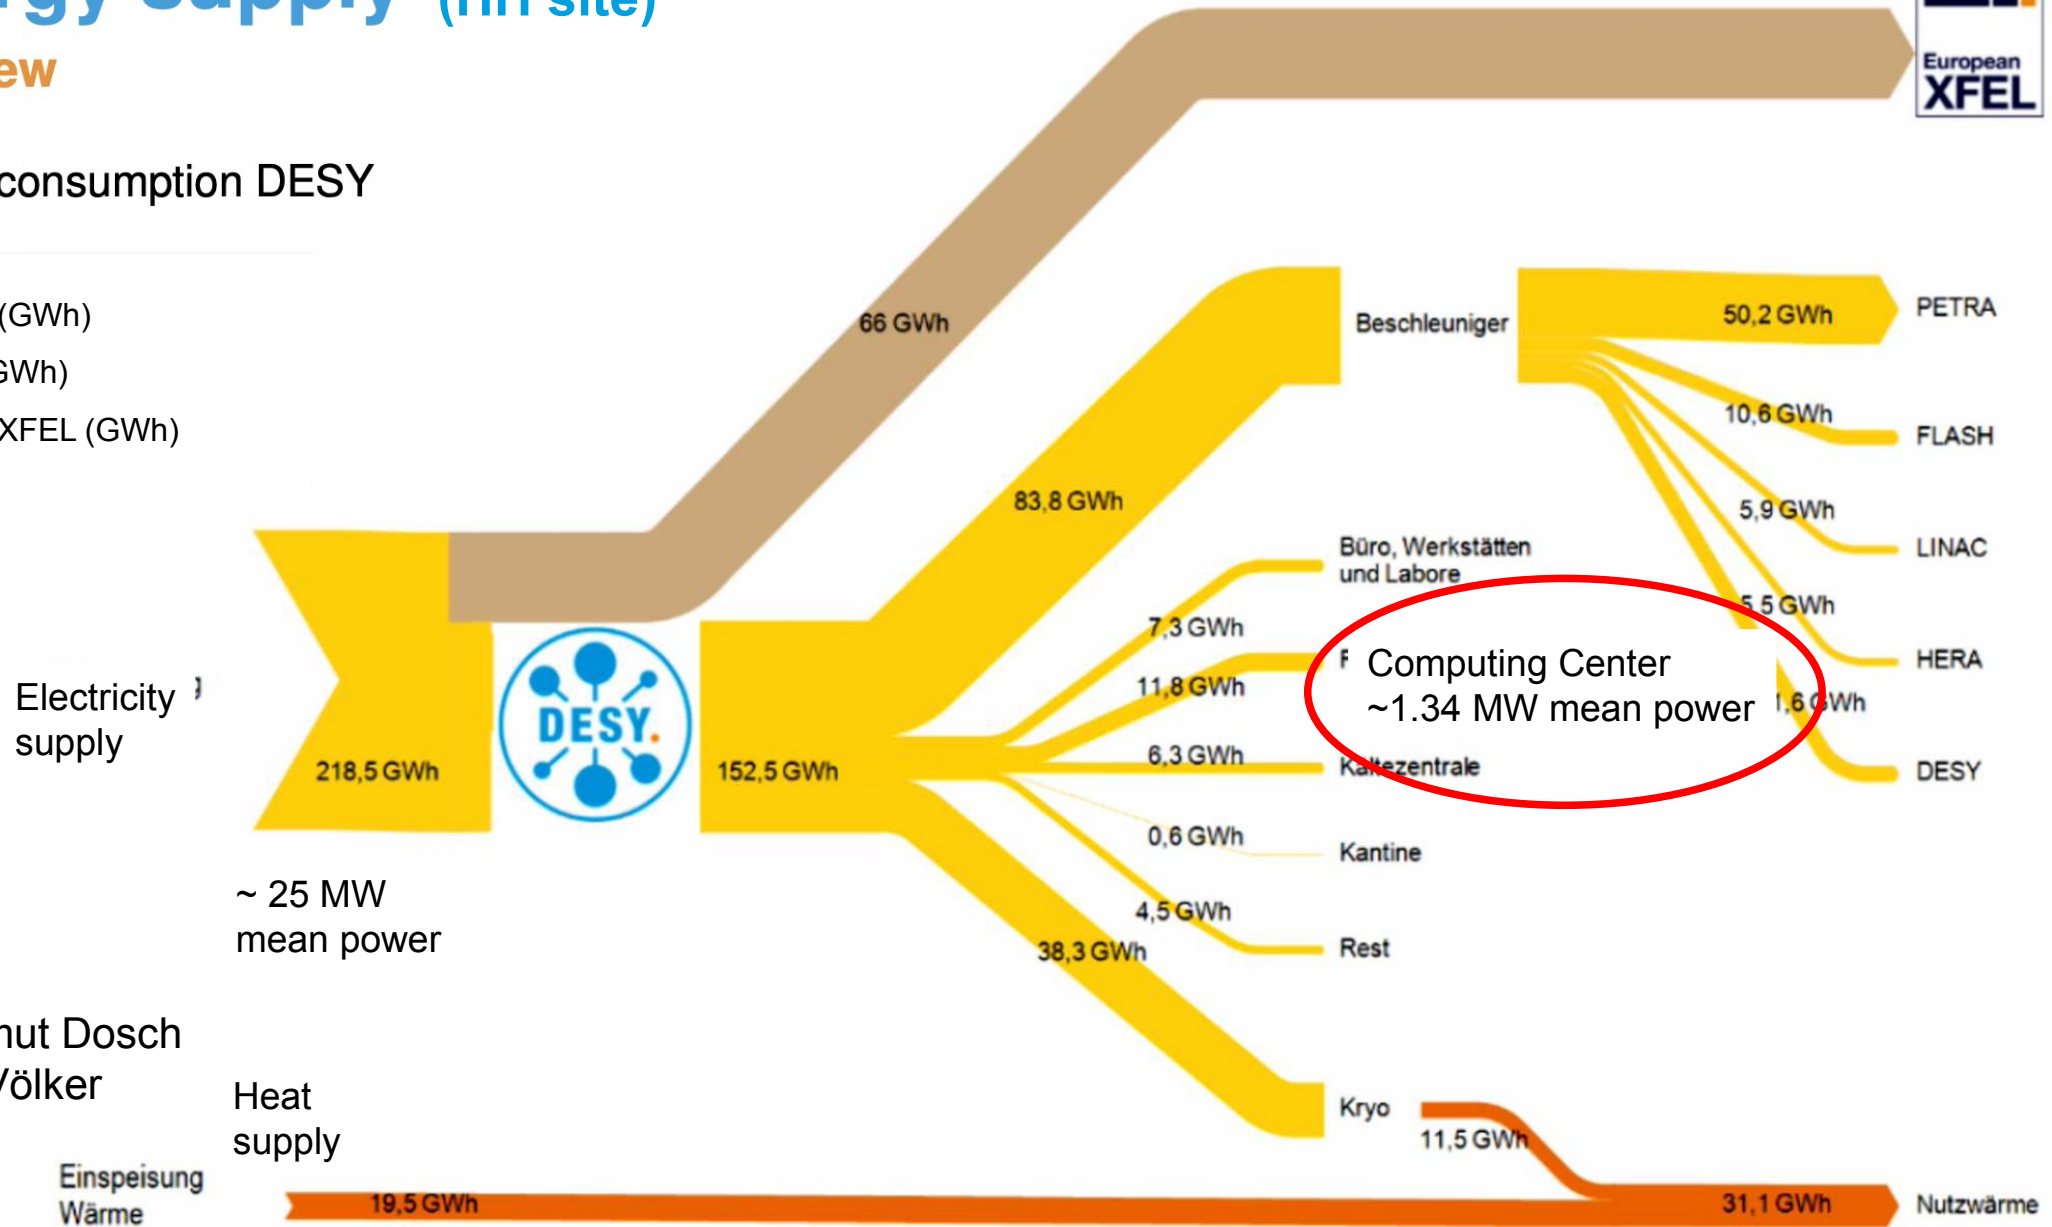 (HH site)
consumption DESY
(GWh)
XFEL (GWh)
European
XFEL
66 GWh
Beschleuniger
50,2 GWh
PETRA
10,6 GWh
FLASH
83,8 GWh
5,9 GWh
LINAC
Büro, Werkstätten
und Labore
5,5 GWh
7,3 GWh
HERA
Computing Center
~1.34 MW mean power
11,8 GWh
Electricity
supply
DESY.
218,5 GWh
152,5 GWh
6,3 GWh
Kältezentrale
DESY
0,6 GWh
Kantine
~ 25 MW
mean power
4,5 GWh
38,3 GWh
Rest
Dosch
Völker
Heat
supply
Kryo
11,5 GWh
Einspeisung
Wärme
19,5 GWh
31,1 GWh
Nutzwärme